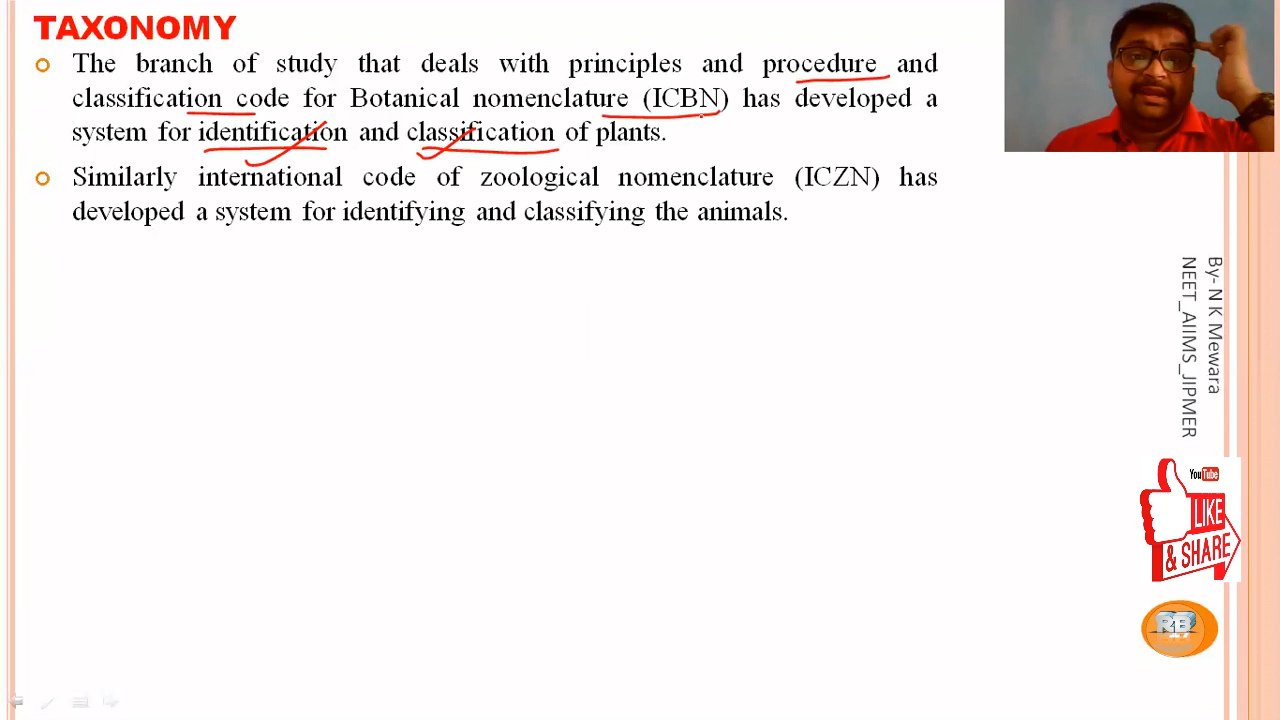 TAXONOMY
The branch of study that deals with principles and procedure and
classification code for Botanical nomenclature (ICBN) has developed a
system for identification and classification of plants.
Similarly international code of zoological nomenclature (ICZN) has
developed a system for identifying and classifying the animals.
By- N K Mewara
NEET_AIIMS_JIPMER
YouTube
LIKE
& SHARE
RB